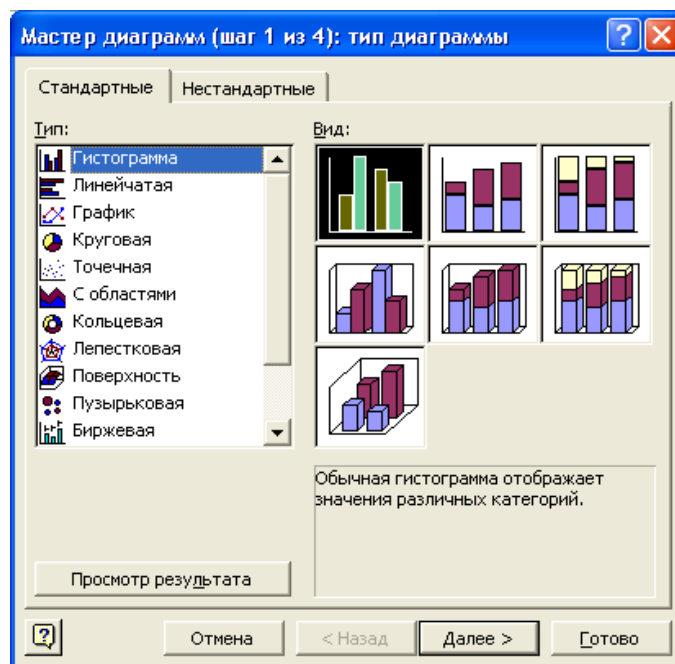 Мастер диаграмм (шаг 1 из 4): тип диаграммы
Стандартные
Нестандартные
Тип:
Гистограмма
Линейчатая
График
Круговая
Точечная
С областями
Кольцевая
Лепестковая
Поверхность
Пузырьковая
Биржевая
Вид:
Обычная гистограмма отображает
значения различных категорий.
Просмотр результата
Отмена
< Назад
Далее >
Готово